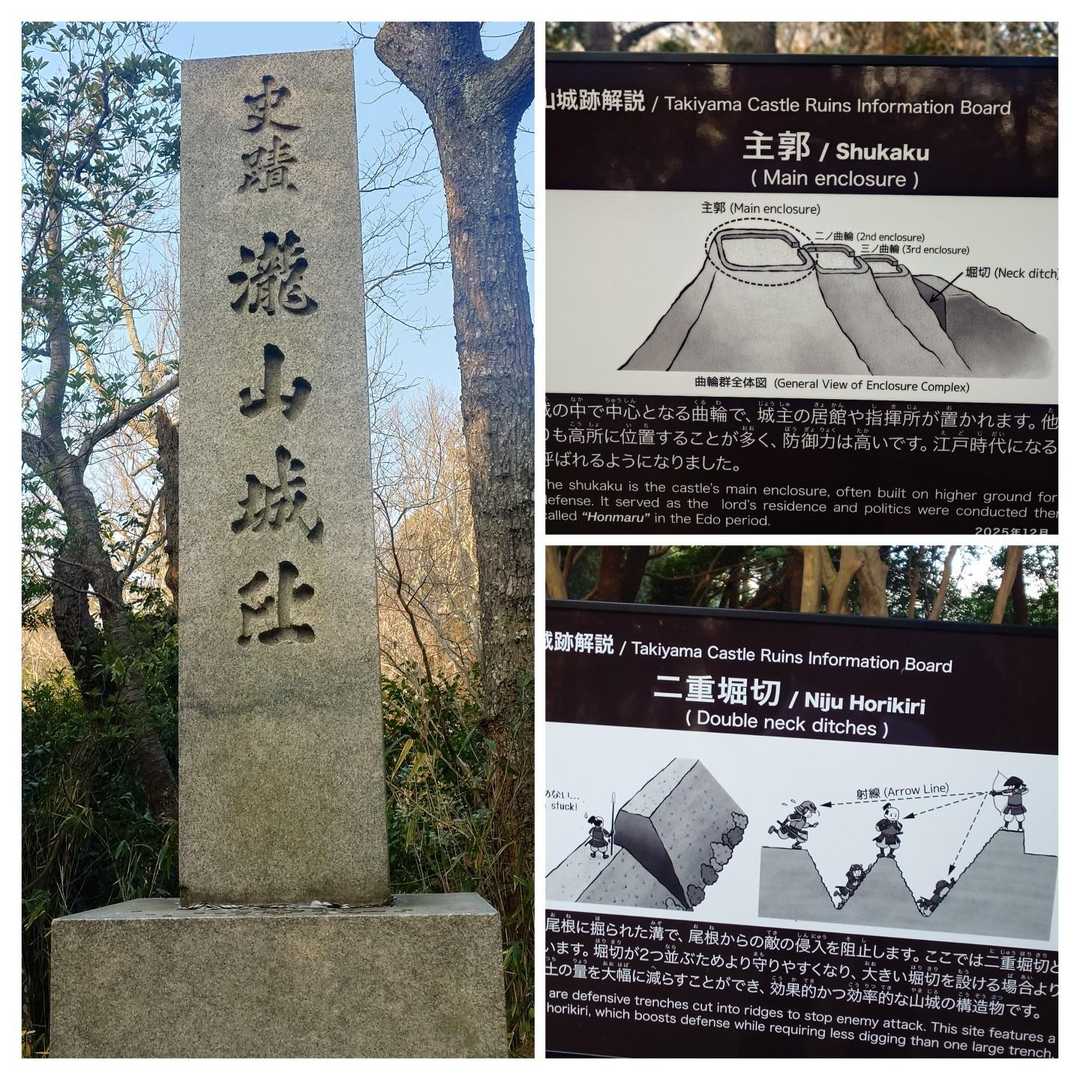 史蹟
瀧山城址
山城跡解説 / Takiyama Castle Ruins Information Board
主郭 / Shukaku
( Main enclosure )
主郭 (Main enclosure)
二ノ曲輪 (2nd enclosure)
三ノ曲輪 (3rd enclosure)
堀切 (Neck ditch)
曲輪群全体図 (General View of Enclosure Complex)
の中で中心となる曲輪で、城主の居館や指揮所が置かれます。他
も高所に位置することが多く、防御力は高いです。江戸時代になる
呼ばれるようになりました。
he shukaku is the castle's main enclosure, often built on higher ground for
defense. It served as the lord's residence and politics were conducted ther
called "Honmaru" in the Edo period.
2025年12月
城跡解説 / Takiyama Castle Ruins Information Board
二重堀切 / Niju Horikiri
( Double neck ditches )
stuck!
射線 (Arrow Line)
尾根に掘られた溝で、尾根からの敵の侵入を阻止します。ここでは二重堀切と
います。堀切が2つ並ぶためより守りやすくなり、大きい堀切を設ける場合より
土の量を大幅に減らすことができ、効果的かつ効率的な山城の構造物です。
are defensive trenches cut into ridges to stop enemy attack. This site features a
horikiri, which boosts defense while requiring less digging than one large trench.